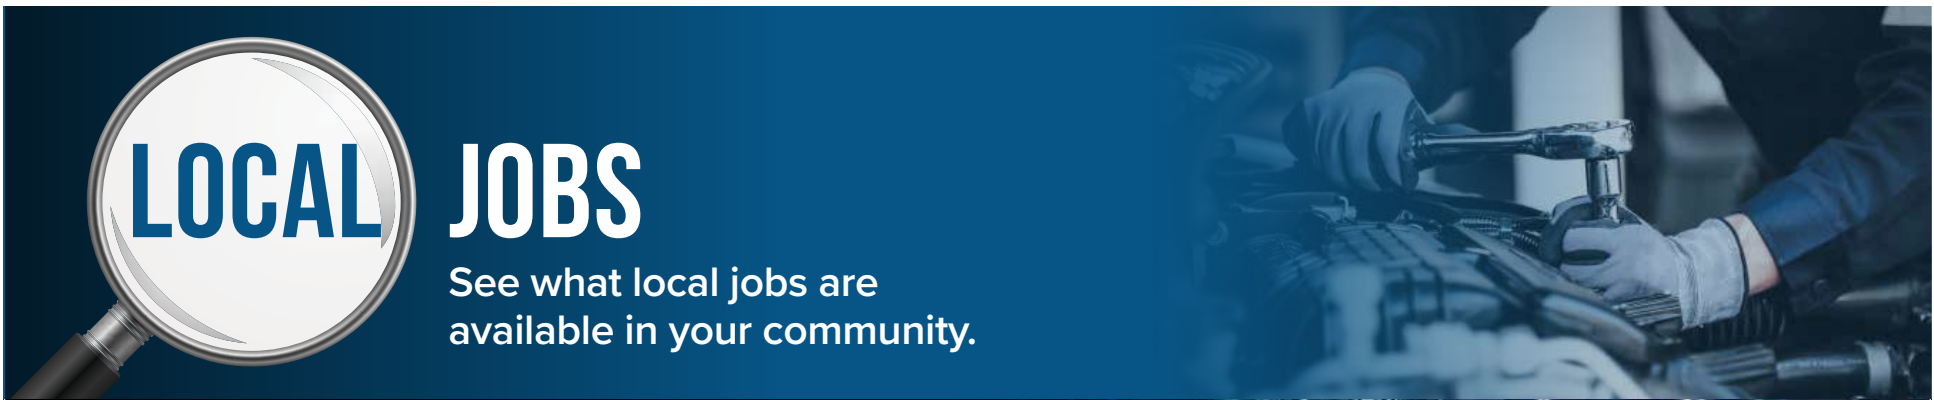 LOCAL JOBS
See what local jobs are
available in your community.